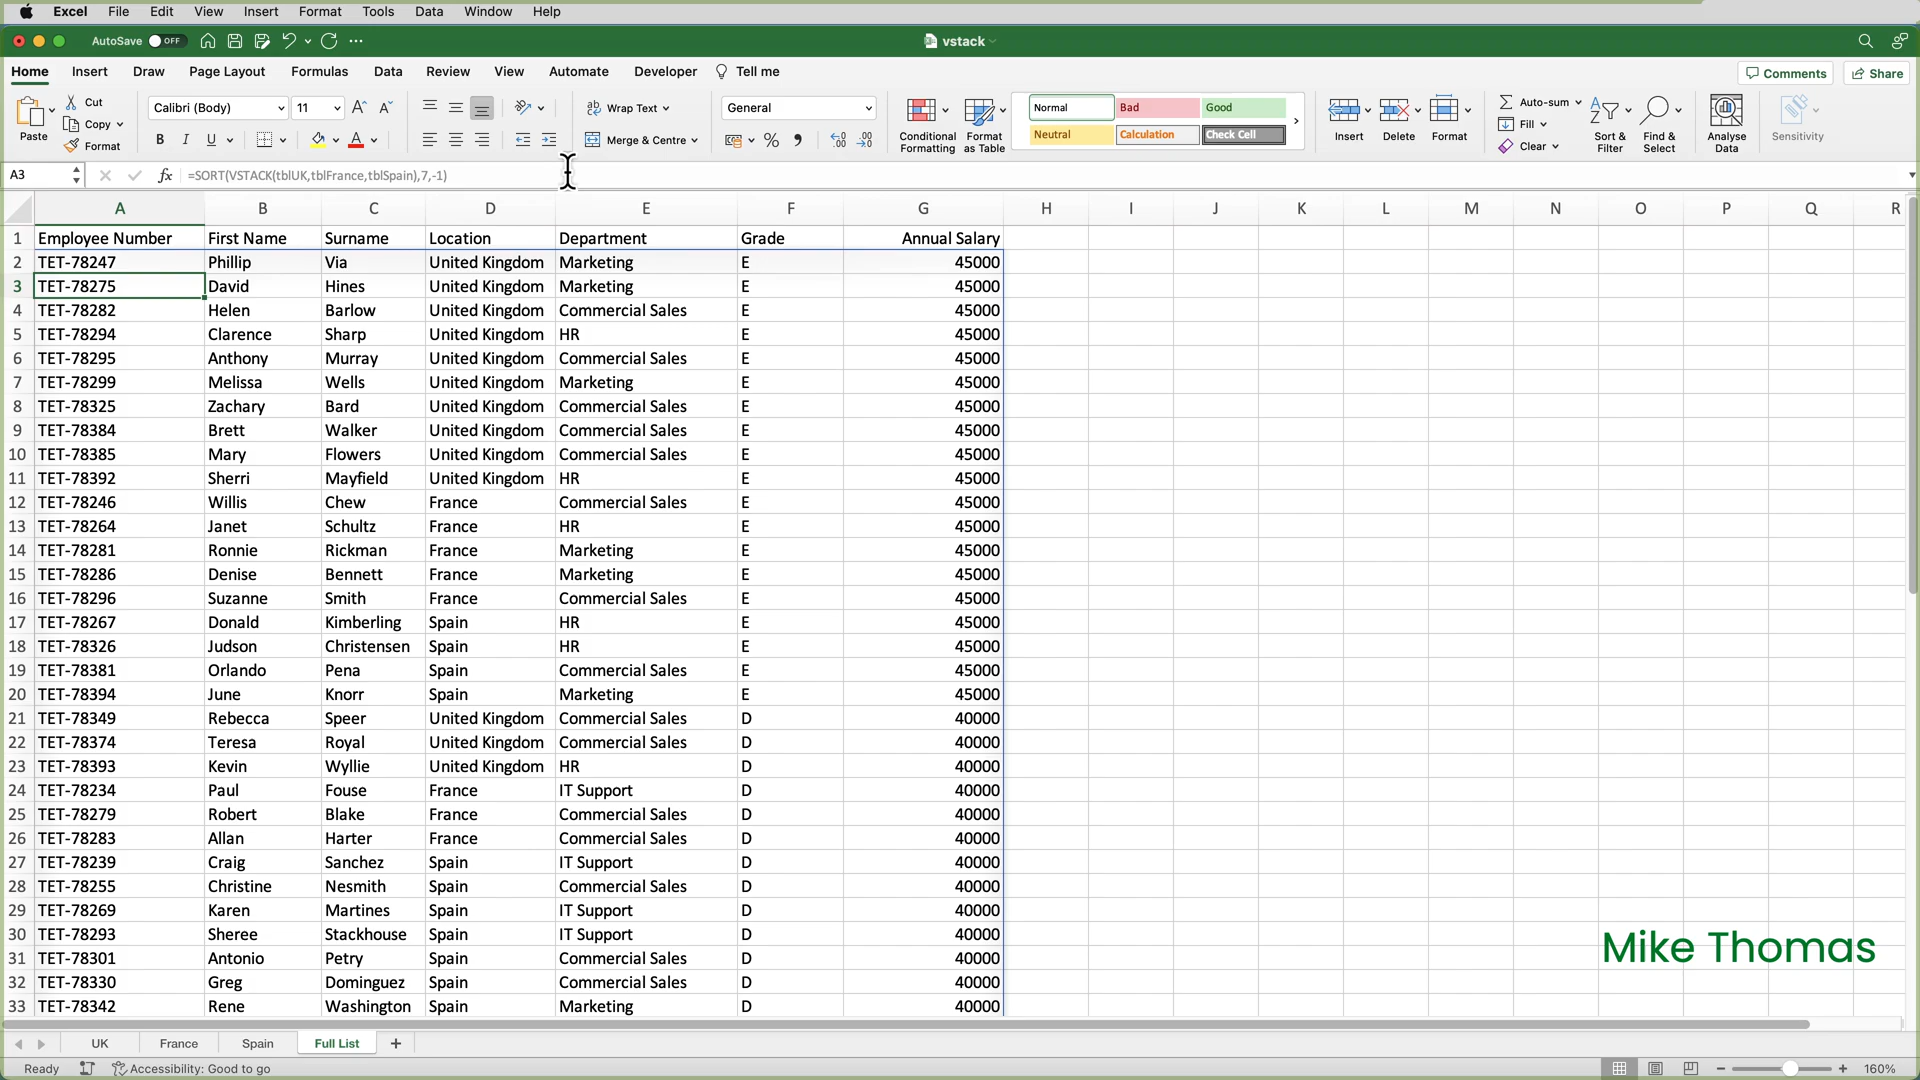 Excel File Edit View Insert Format Tools Data Window Help
AutoSave OFF vstack
Home Insert Draw Page Layout Formulas Data Review View Automate Developer Tell me Comments Share
Paste Cut Copy Format
Calibri (Body) 11
B I U A
Wrap Text
Merge & Centre
General
Conditional Formatting
Format as Table
Normal Bad Good
Neutral Calculation Check Cell
Insert Delete Format
Auto-sum
Fill
Clear
Sort & Filter
Find & Select
Analyse Data
Sensitivity
A3 fx =SORT(VSTACK(tblUK,tblFrance,tblSpain),7,-1)
A B C D E F G H I J K L M N O P Q R
1 Employee Number First Name Surname Location Department Grade Annual Salary
2 TET-78247 Phillip Via United Kingdom Marketing E 45000
3 TET-78275 David Hines United Kingdom Marketing E 45000
4 TET-78282 Helen Barlow United Kingdom Commercial Sales E 45000
5 TET-78294 Clarence Sharp United Kingdom HR E 45000
6 TET-78295 Anthony Murray United Kingdom Commercial Sales E 45000
7 TET-78299 Melissa Wells United Kingdom Marketing E 45000
8 TET-78325 Zachary Bard United Kingdom Commercial Sales E 45000
9 TET-78384 Brett Walker United Kingdom Commercial Sales E 45000
10 TET-78385 Mary Flowers United Kingdom Commercial Sales E 45000
11 TET-78392 Sherri Mayfield United Kingdom HR E 45000
12 TET-78246 Willis Chew France Commercial Sales E 45000
13 TET-78264 Janet Schultz France HR E 45000
14 TET-78281 Ronnie Rickman France Marketing E 45000
15 TET-78286 Denise Bennett France Marketing E 45000
16 TET-78296 Suzanne Smith France Commercial Sales E 45000
17 TET-78267 Donald Kimberling Spain HR E 45000
18 TET-78326 Judson Christensen Spain HR E 45000
19 TET-78381 Orlando Pena Spain Commercial Sales E 45000
20 TET-78394 June Knorr Spain Marketing E 45000
21 TET-78349 Rebecca Speer United Kingdom Commercial Sales D 40000
22 TET-78374 Teresa Royal United Kingdom Commercial Sales D 40000
23 TET-78393 Kevin Wyllie United Kingdom HR D 40000
24 TET-78234 Paul Fouse France IT Support D 40000
25 TET-78279 Robert Blake France Commercial Sales D 40000
26 TET-78283 Allan Harter France Commercial Sales D 40000
27 TET-78239 Craig Sanchez Spain IT Support D 40000
28 TET-78255 Christine Nesmith Spain Commercial Sales D 40000
29 TET-78269 Karen Martines Spain IT Support D 40000
30 TET-78293 Sheree Stackhouse Spain IT Support D 40000
31 TET-78301 Antonio Petry Spain Commercial Sales D 40000
32 TET-78330 Greg Dominguez Spain Commercial Sales D 40000
33 TET-78342 Rene Washington Spain Marketing D 40000
Mike Thomas
UK France Spain Full List
Ready Accessibility: Good to go 160%